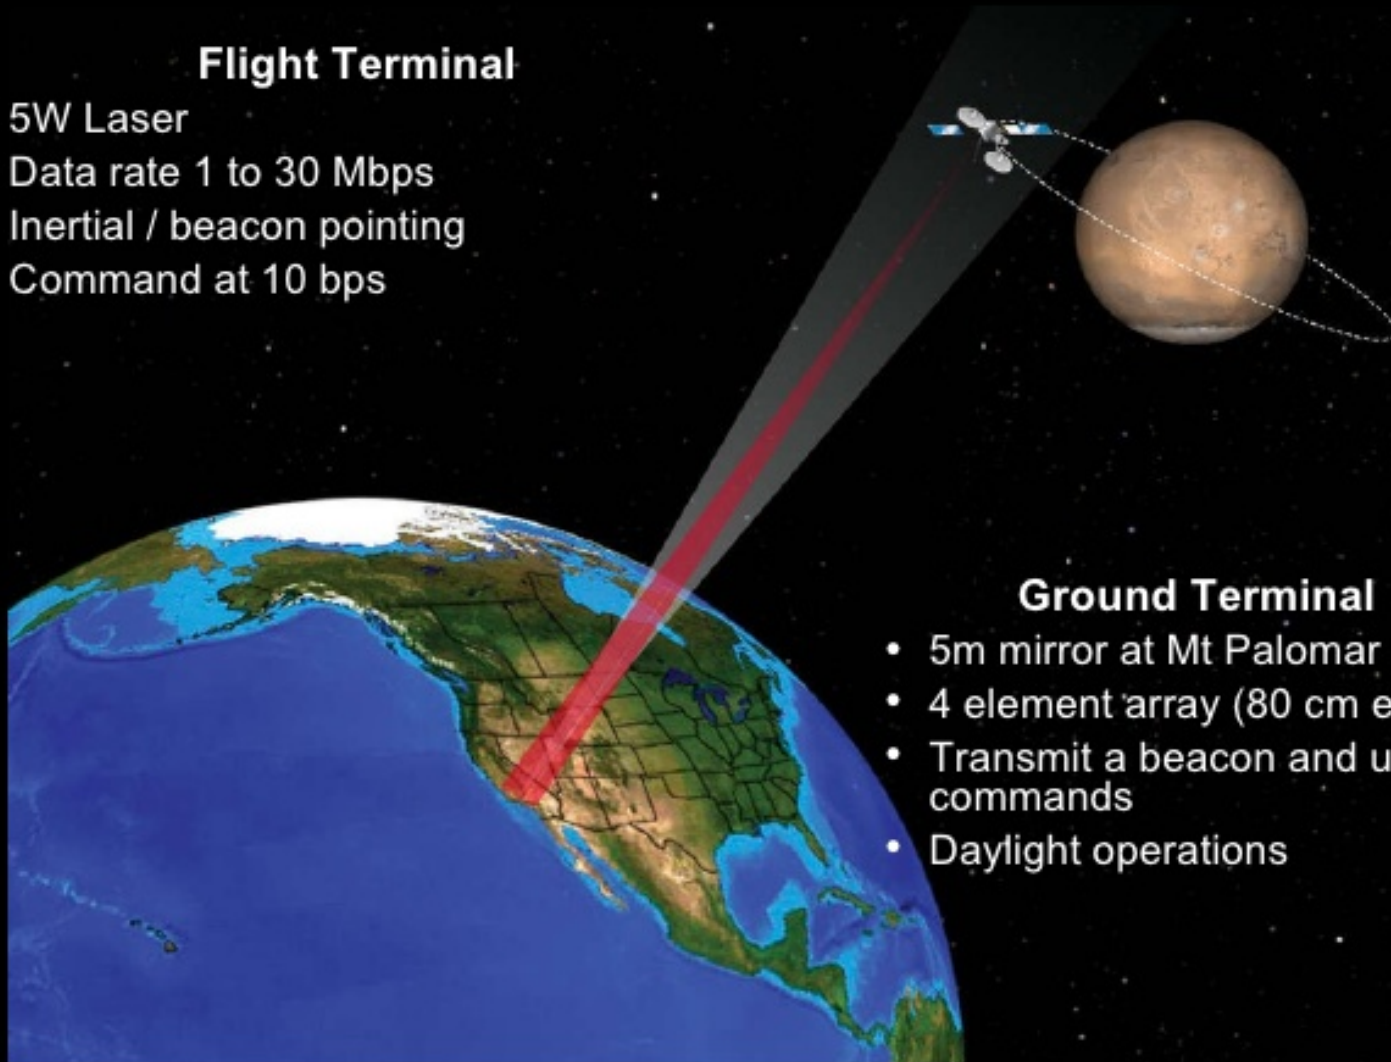 Flight Terminal
5W Laser
Data rate 1 to 30 Mbps
Inertial / beacon pointing
Command at 10 bps
Ground Terminal
• 5m mirror at Mt Palomar
• 4 element array (80 cm
• Transmit a beacon and
commands
• Daylight operations